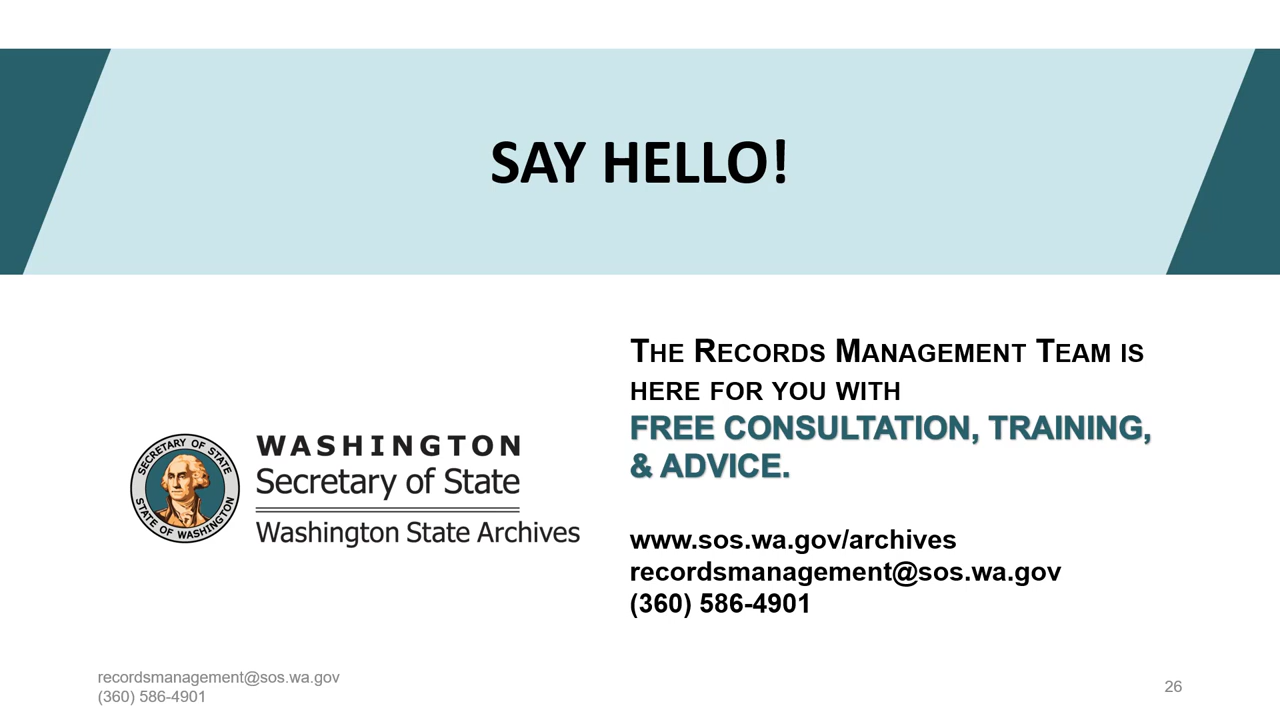 SAY HELLO!
THE RECORDS MANAGEMENT TEAM IS
HERE FOR YOU WITH
FREE CONSULTATION, TRAINING,
& ADVICE.
SECRETARY OF STATE
STATE OF WASHINGTON
WASHINGTON
Secretary of State
Washington State Archives
www.sos.wa.gov/archives
recordsmanagement@sos.wa.gov
(360) 586-4901
recordsmanagement@sos.wa.gov
(360) 586-4901
26